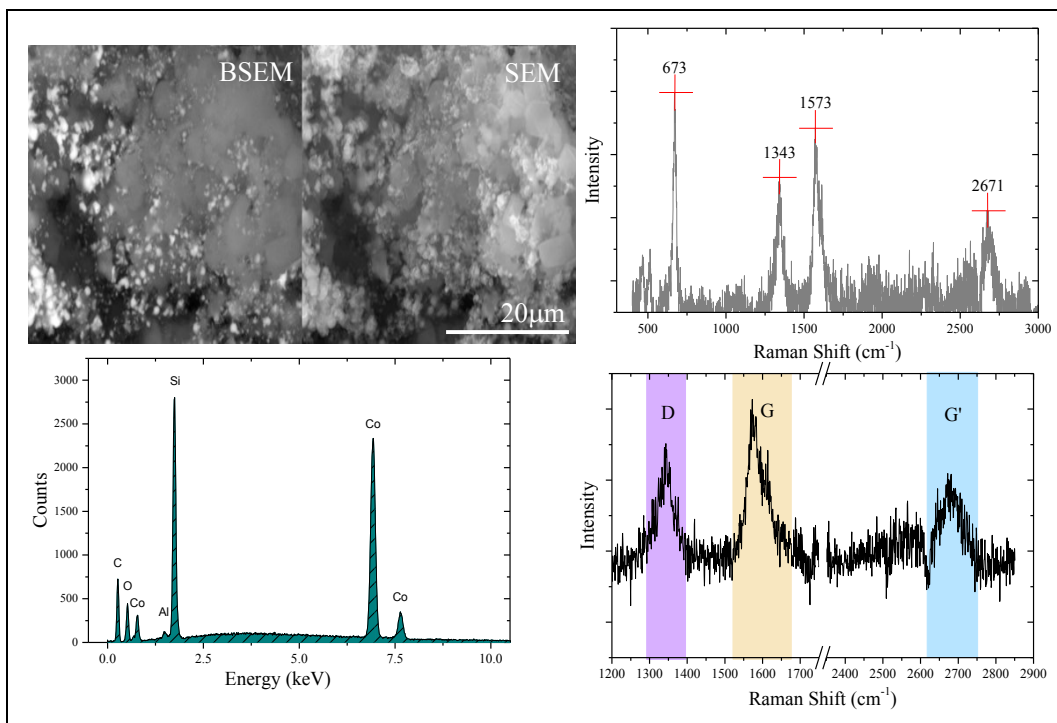 BSEM
SEM
20μm
673
1343
1573
2671
Intensity
500
1000
1500
2000
2500
3000
Raman Shift (cm-1)
3000
2500
2000
1500
1000
500
0
Counts
C
O
Co
Al
Si
Co
Co
0.0
2.5
5.0
7.5
10.0
Energy (keV)
D
G
G'
Intensity
1200
1300
1400
1500
1600
1700
2400
2500
2600
2700
2800
2900
Raman Shift (cm-1)